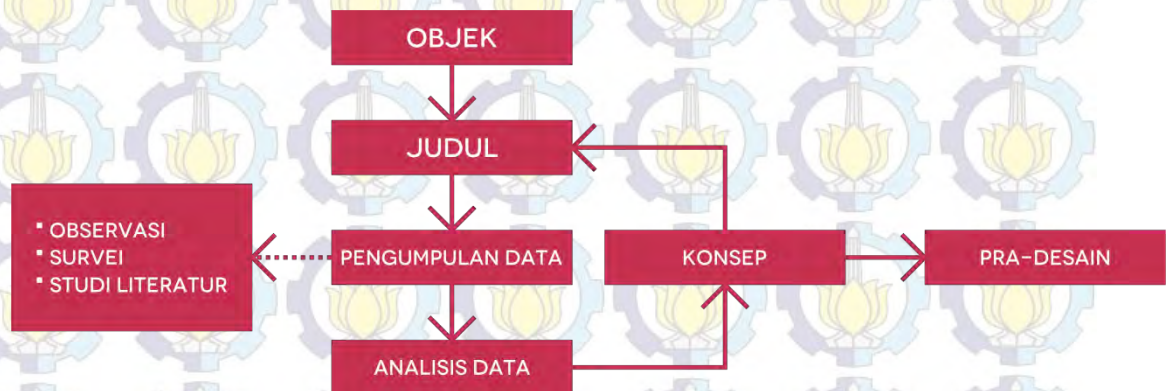 OBJEK
JUDUL
▪ OBSERVASI
▪ SURVEI
▪ STUDI LITERATUR
PENGUMPULAN DATA
KONSEP
PRA-DESAIN
ANALISIS DATA